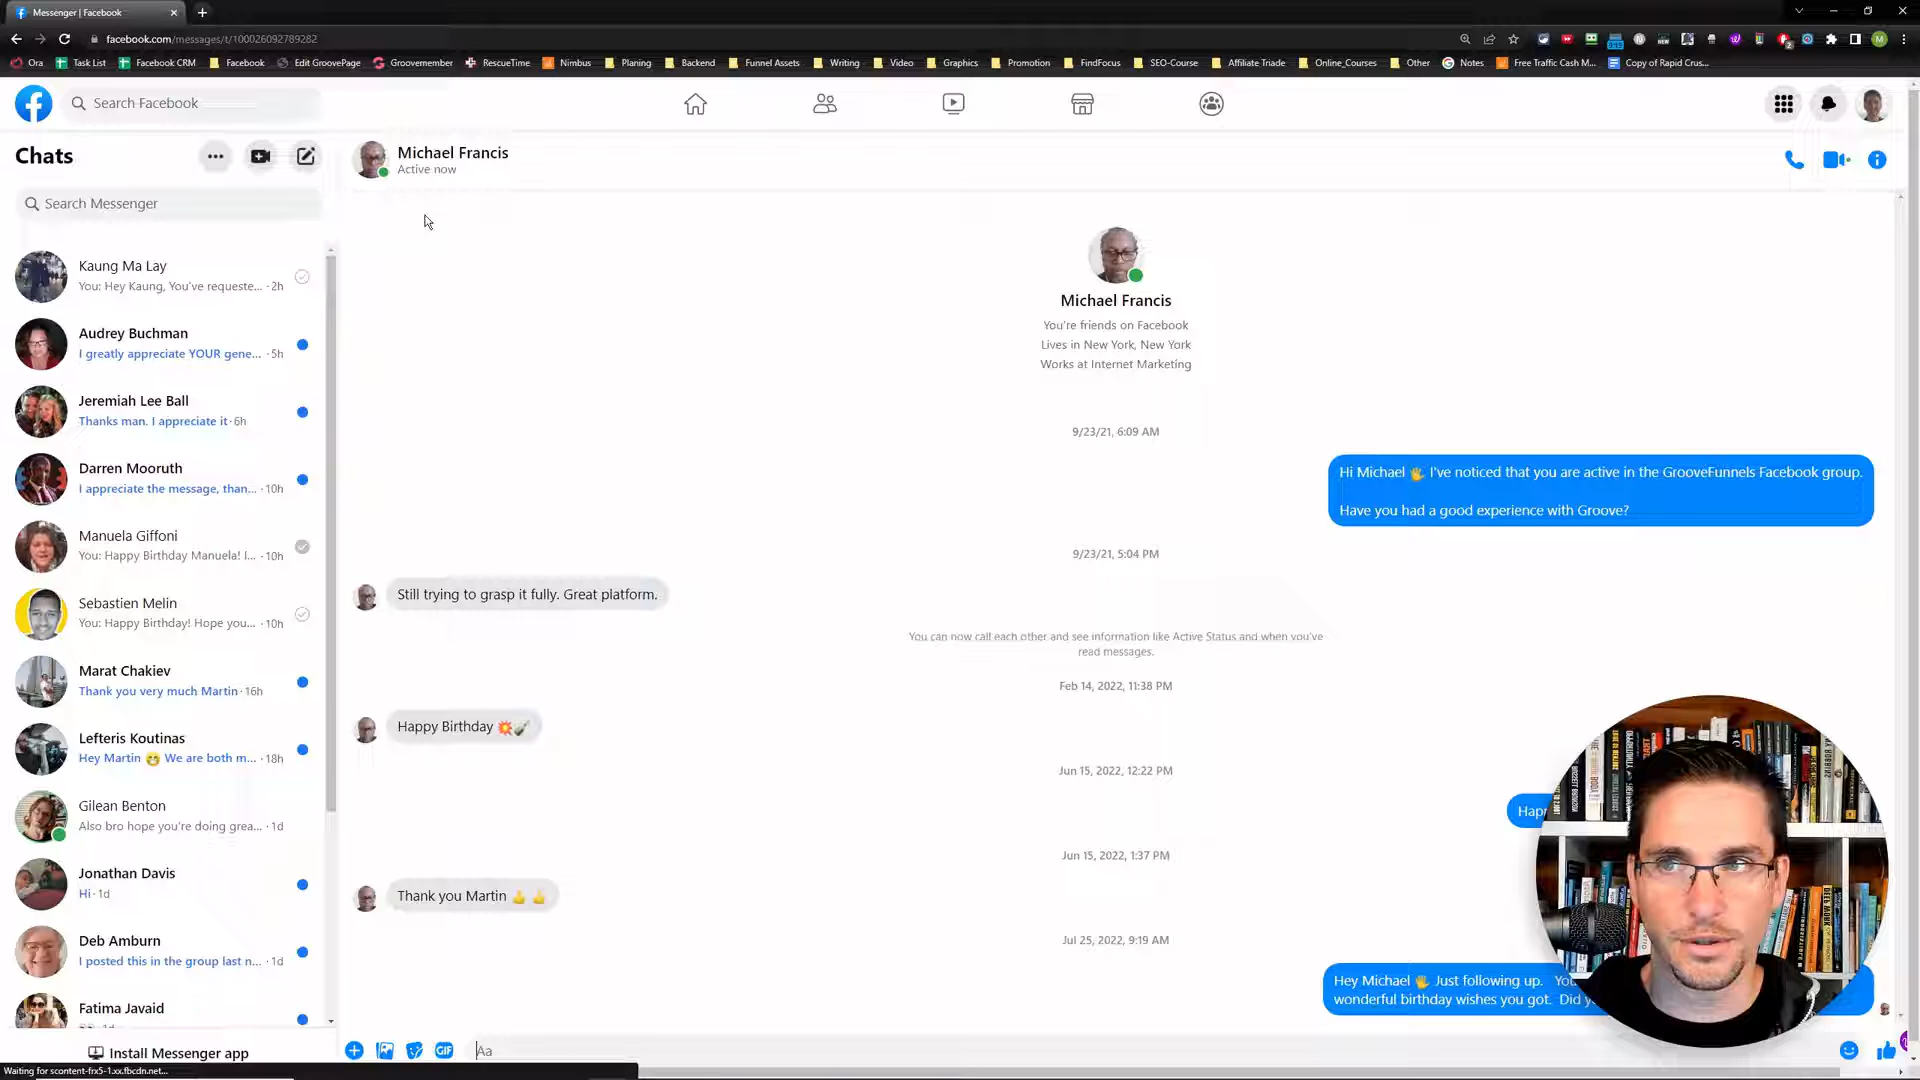 Messenger | Facebook
facebook.com/messages/t/100026092789282
Ora
Task List
Facebook CRM
Facebook
Edit GroovePage
Groovemember
RescueTime
Nimbus
Planing
Backend
Funnel Assets
Writing
Video
Graphics
Promotion
FindFocus
SEO-Course
Affiliate Triade
Online_Courses
Other
Notes
Free Traffic Cash M...
Copy of Rapid Crus...
Search Facebook
Chats
Search Messenger
Kaung Ma Lay
You: Hey Kaung, You've requeste... · 2h
Audrey Buchman
I greatly appreciate YOUR gene... · 5h
Jeremiah Lee Ball
Thanks man. I appreciate it · 6h
Darren Mooruth
I appreciate the message, than... · 10h
Manuela Giffoni
You: Happy Birthday Manuela! I... · 10h
Sebastien Melin
You: Happy Birthday! Hope you... · 10h
Marat Chakiev
Thank you very much Martin · 16h
Lefteris Koutinas
Hey Martin 😁 We are both m... · 18h
Gilean Benton
Also bro hope you're doing grea... · 1d
Jonathan Davis
Hi · 1d
Deb Amburn
I posted this in the group last n... · 1d
Fatima Javaid
Install Messenger app
Waiting for scontent-frx5-1.xx.fbcdn.net...
Michael Francis
Active now
Michael Francis
You're friends on Facebook
Lives in New York, New York
Works at Internet Marketing
9/23/21, 6:09 AM
Hi Michael 👋 I've noticed that you are active in the GrooveFunnels Facebook group.
Have you had a good experience with Groove?
9/23/21, 5:04 PM
Still trying to grasp it fully. Great platform.
You can now call each other and see information like Active Status and when you've
read messages.
Feb 14, 2022, 11:38 PM
Happy Birthday 💥🍾
Jun 15, 2022, 12:22 PM
Jun 15, 2022, 1:37 PM
Thank you Martin 👍 👍
Jul 25, 2022, 9:19 AM
Hey Michael 👋 Just following up.
wonderful birthday wishes you got. Did
GIF
Aa